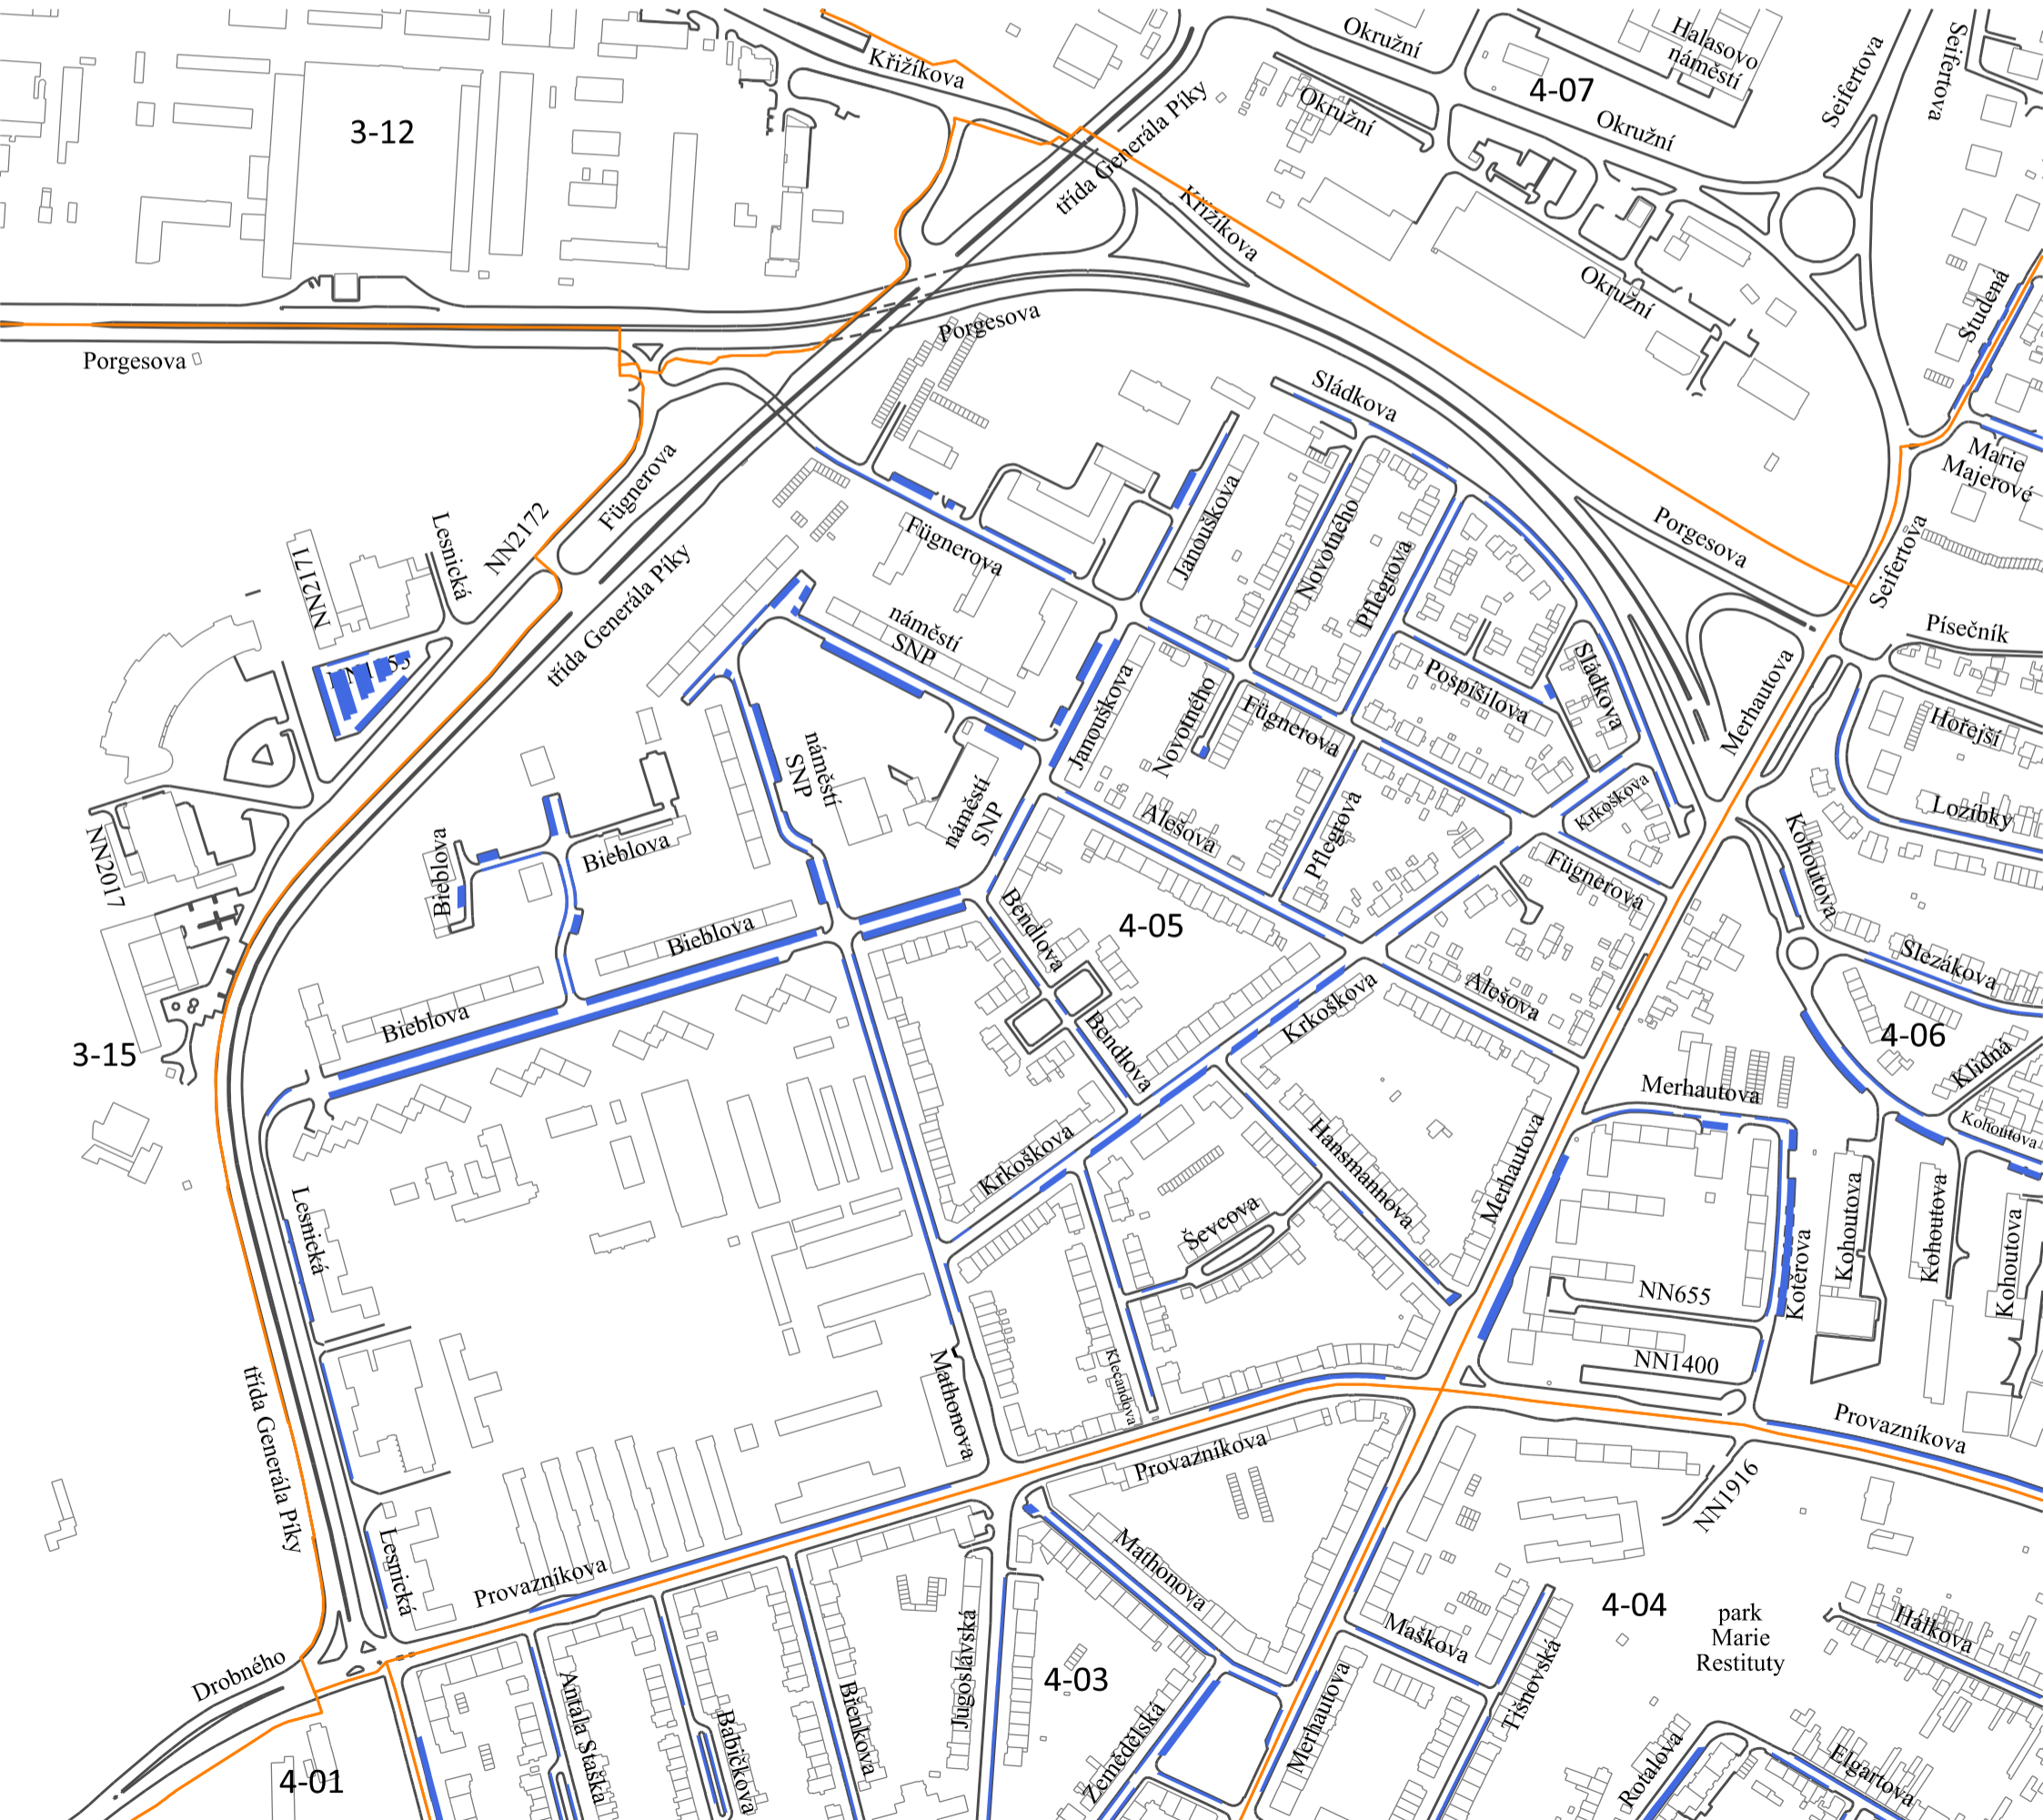 Křižíkova
Okružní
Halasovo
náměstí
Seifertova
Seifertova
3-12
4-07
Okružní
Okružní
třída Generála Píky
Křižíkova
Okružní
Studená
Porgesova
Porgesova
Sládkova
Marie
Majerové
Lesnická
NN2172
Fügnerova
NN2171
Fügnerova
Janouškova
Novotného
Pflegrova
Porgesova
Seifertova
třída Generála Píky
náměstí
SNP
Písečník
Sládkova
Pospíšilova
Merhautova
Janouškova
Novotného
Fügnerova
Hořejší
náměstí
SNP
náměstí
SNP
Alešova
Pflegrova
Krkoškova
Lozíbky
Kohoutova
NN2017
Bieblova
Bieblova
Fügnerova
Bieblova
Bendlova
4-05
Slezákova
Bieblova
Alešova
Krkoškova
4-06
3-15
Bendlova
Klidná
Merhautova
Kohoutova
Hansmannova
Merhautova
Krkoškova
Lesnická
Ševcova
Kotěrova
Kohoutova
Kohoutova
Kohoutova
NN655
NN1400
Klecandova
Mathonova
třída Generála Píky
Provazníkova
Provazníkova
NN1916
Lesnická
Provazníkova
Mathonova
4-04
park
Marie
Restituty
Hálkova
Maškova
Drobného
Antala Staška
Babičkova
Břenkova
Jugoslávská
4-03
Zemědělská
Merhautova
Tišnovská
Rotalova
Elgartova
4-01